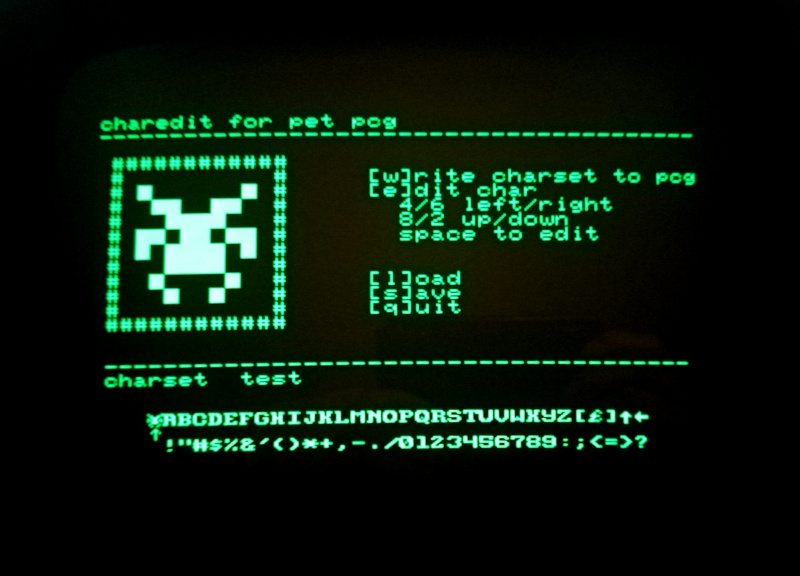 charedit for pet pcg
############
[w]rite charset to pcg
[e]dit char
4/6 left/right
8/2 up/down
space to edit
[l]oad
[s]ave
[q]uit
############
charset test
ABCDEFGHIJKLMNOPQRSTUVWXYZ[£]↑←
↑!"#$%&'()*+,-./0123456789:;<=>?